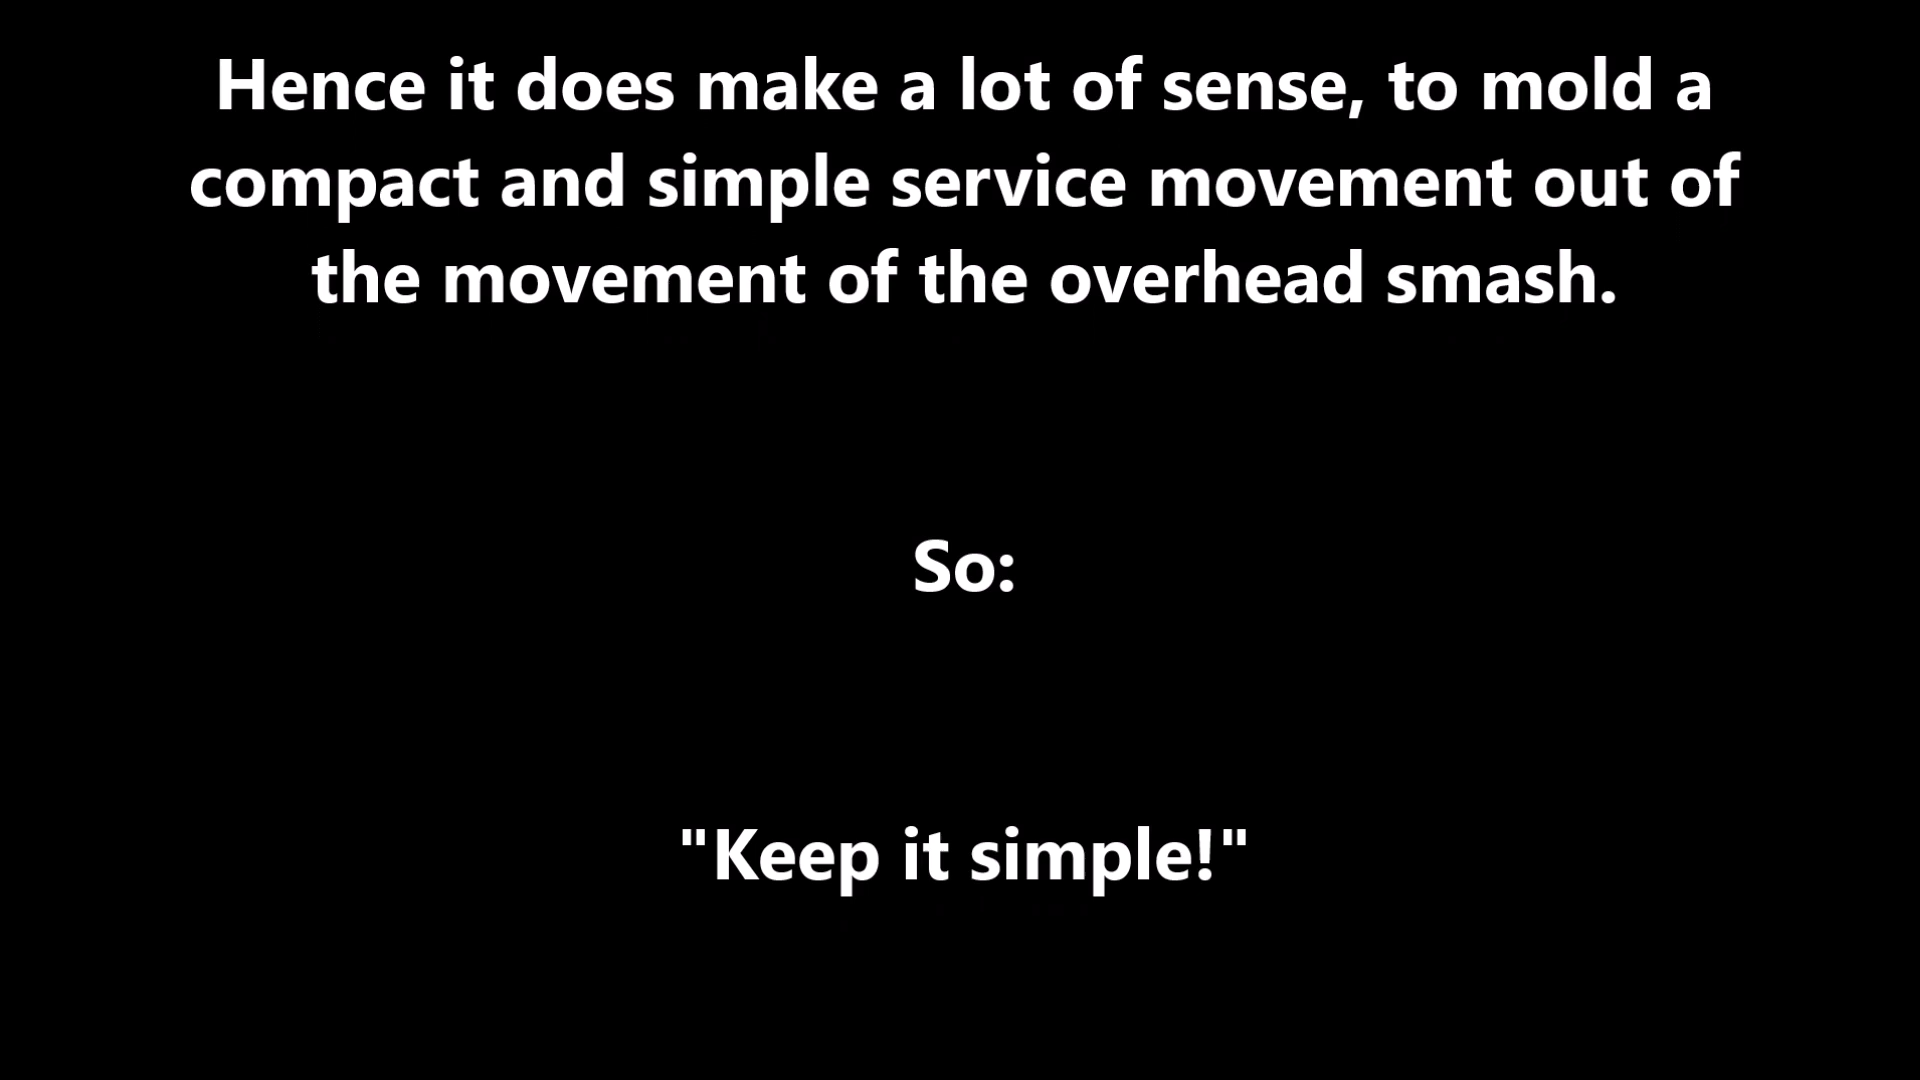 Hence it does make a lot of sense, to mold a
compact and simple service movement out of
the movement of the overhead smash.
So:
"Keep it simple!"